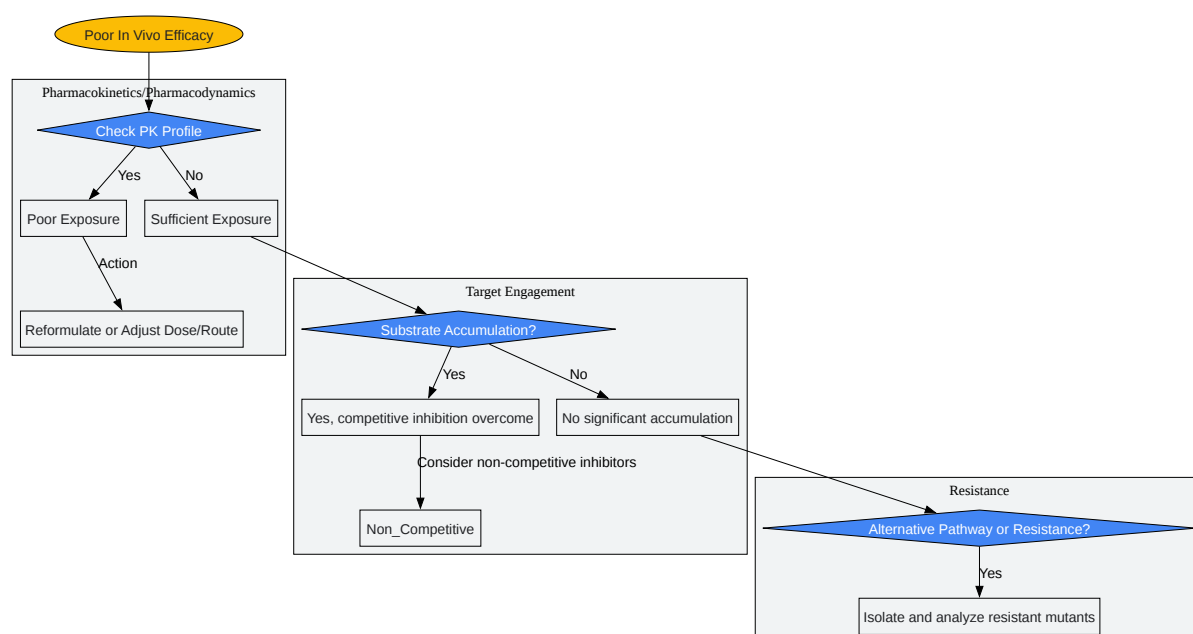 Poor In Vivo Efficacy
Pharmacokinetics/Pharmacodynamics
Check PK Profile
Yes
No
Poor Exposure
Sufficient Exposure
Action
Reformulate or Adjust Dose/Route
Target Engagement
Substrate Accumulation?
Yes
No
Yes, competitive inhibition overcome
No significant accumulation
Consider non-competitive inhibitors
Non_Competitive
Resistance
Alternative Pathway or Resistance?
Yes
Isolate and analyze resistant mutants